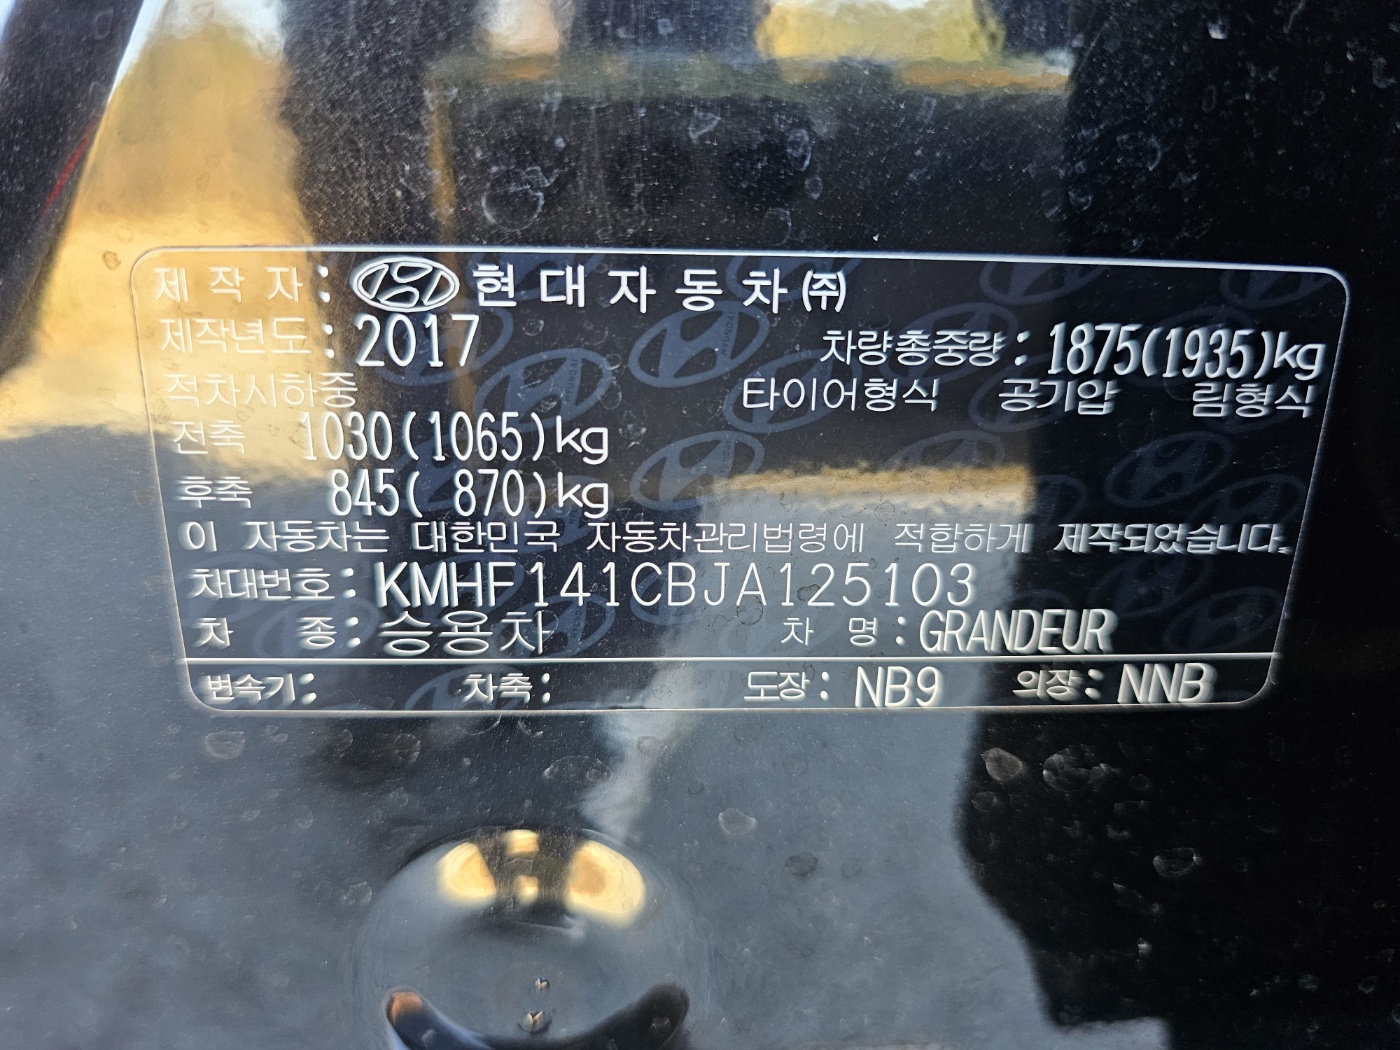 제 작 자 : 현대자동차㈜
제작년도 : 2017 차량총중량 : 1875(1935)kg
적차시하중 타이어형식 공기압 림형식
전축 1030(1065)kg
후축 845( 870)kg
이 자동차는 대한민국 자동차관리법령에 적합하게 제작되었습니다.
차대번호 : KMHF141CBJA125103
차 종 : 승용차 차 명 : GRANDEUR
변속기 : 차축 : 도장 : NB9 의장 : NNB